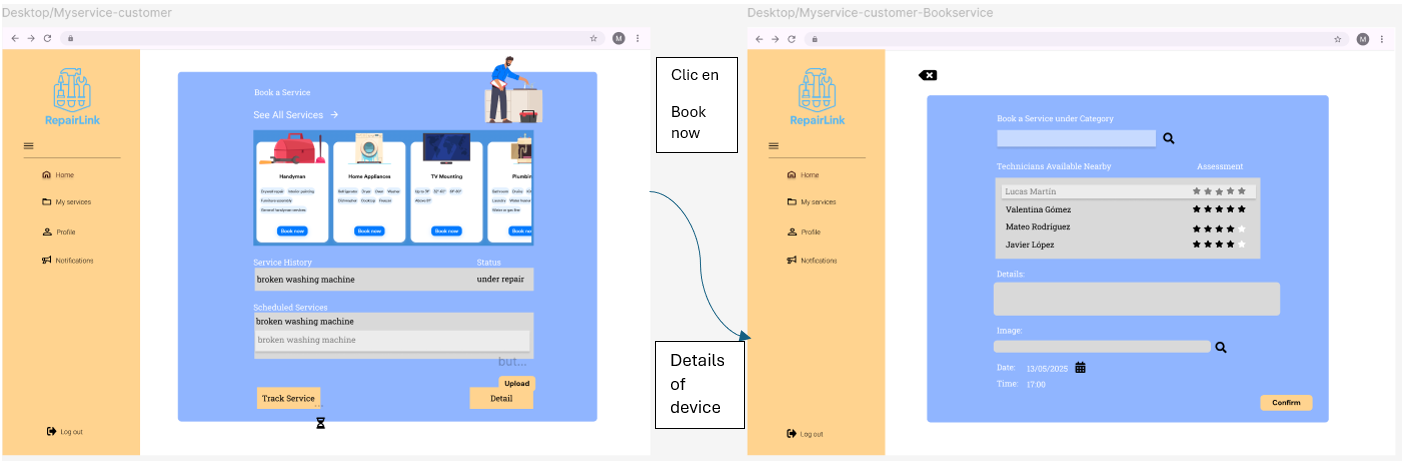 Desktop/Myservice-customer
M
RepairLink
Home
My services
Profile
Notifications
Log out
Book a Service
See All Services →
Handyman
Drywall repair Interior painting
Furniture assemble
General handyman services
Book now
Home Appliances
Refrigerator Dryer Oven Washer
Dishwasher Cooktop Freezer
Book now
TV Mounting
Up to 31" 32"-60" 61"-80"
Above 81"
Book now
Plumbin
Bathroom Drains
Laundry
Water or gas line
Book now
Service History Status
broken washing machine under repair
Scheduled Services
broken washing machine
broken washing machine
but...
Upload
Track Service
Detail
Clic en
Book
now
Details
of
device
Desktop/Myservice-customer-Bookservice
M
RepairLink
Home
My services
Profile
Notifications
Log out
Book a Service under Category
Technicians Available Nearby Assessment
Lucas Martín
Valentina Gómez
Mateo Rodríguez
Javier López
Details:
Image:
Date: 13/05/2025
Time: 17:00
Confirm